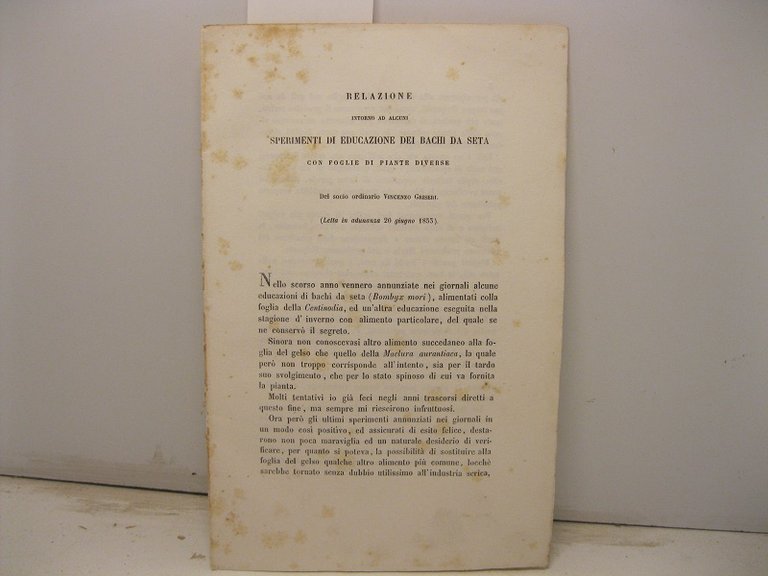 RELAZIONE
INTORNO AD ALCUNI
SPERIMENTI DI EDUCAZIONE DEI BACHI DA SETA
CON FOGLIE DI PIANTE DIVERSE
Del socio ordinario VINCENZO GRISERI.
(Letta in adunanza 20 giugno 1853).
Nello scorso anno vennero annunziate nei giornali alcune
educazioni di bachi da seta (Bombyx mori), alimentati colla
foglia della Centinodia, ed un'altra educazione eseguita nella
stagione d'inverno con alimento particolare, del quale se
ne conservò il segreto.
Sinora non conoscevasi altro alimento succedaneo alla fo-
glia del gelso che quello della Maclura aurantiaca, la quale
però non troppo corrisponde all'intento, sia per il tardo
suo svolgimento, che per lo stato spinoso di cui va fornita
la pianta.
Molti tentativi io già feci negli anni trascorsi diretti a
questo fine, ma sempre mi riescirono infruttuosi.
Ora però gli ultimi sperimenti annunziati nei giornali in
un modo così positivo, ed assicurati di esito felice, desta-
rono non poca maraviglia ed un naturale desiderio di veri-
ficare, per quanto si poteva, la possibilità di sostituire alla
foglia del gelso qualche altro alimento più comune, locchè
sarebbe tornato senza dubbio utilissimo all'industria serica,